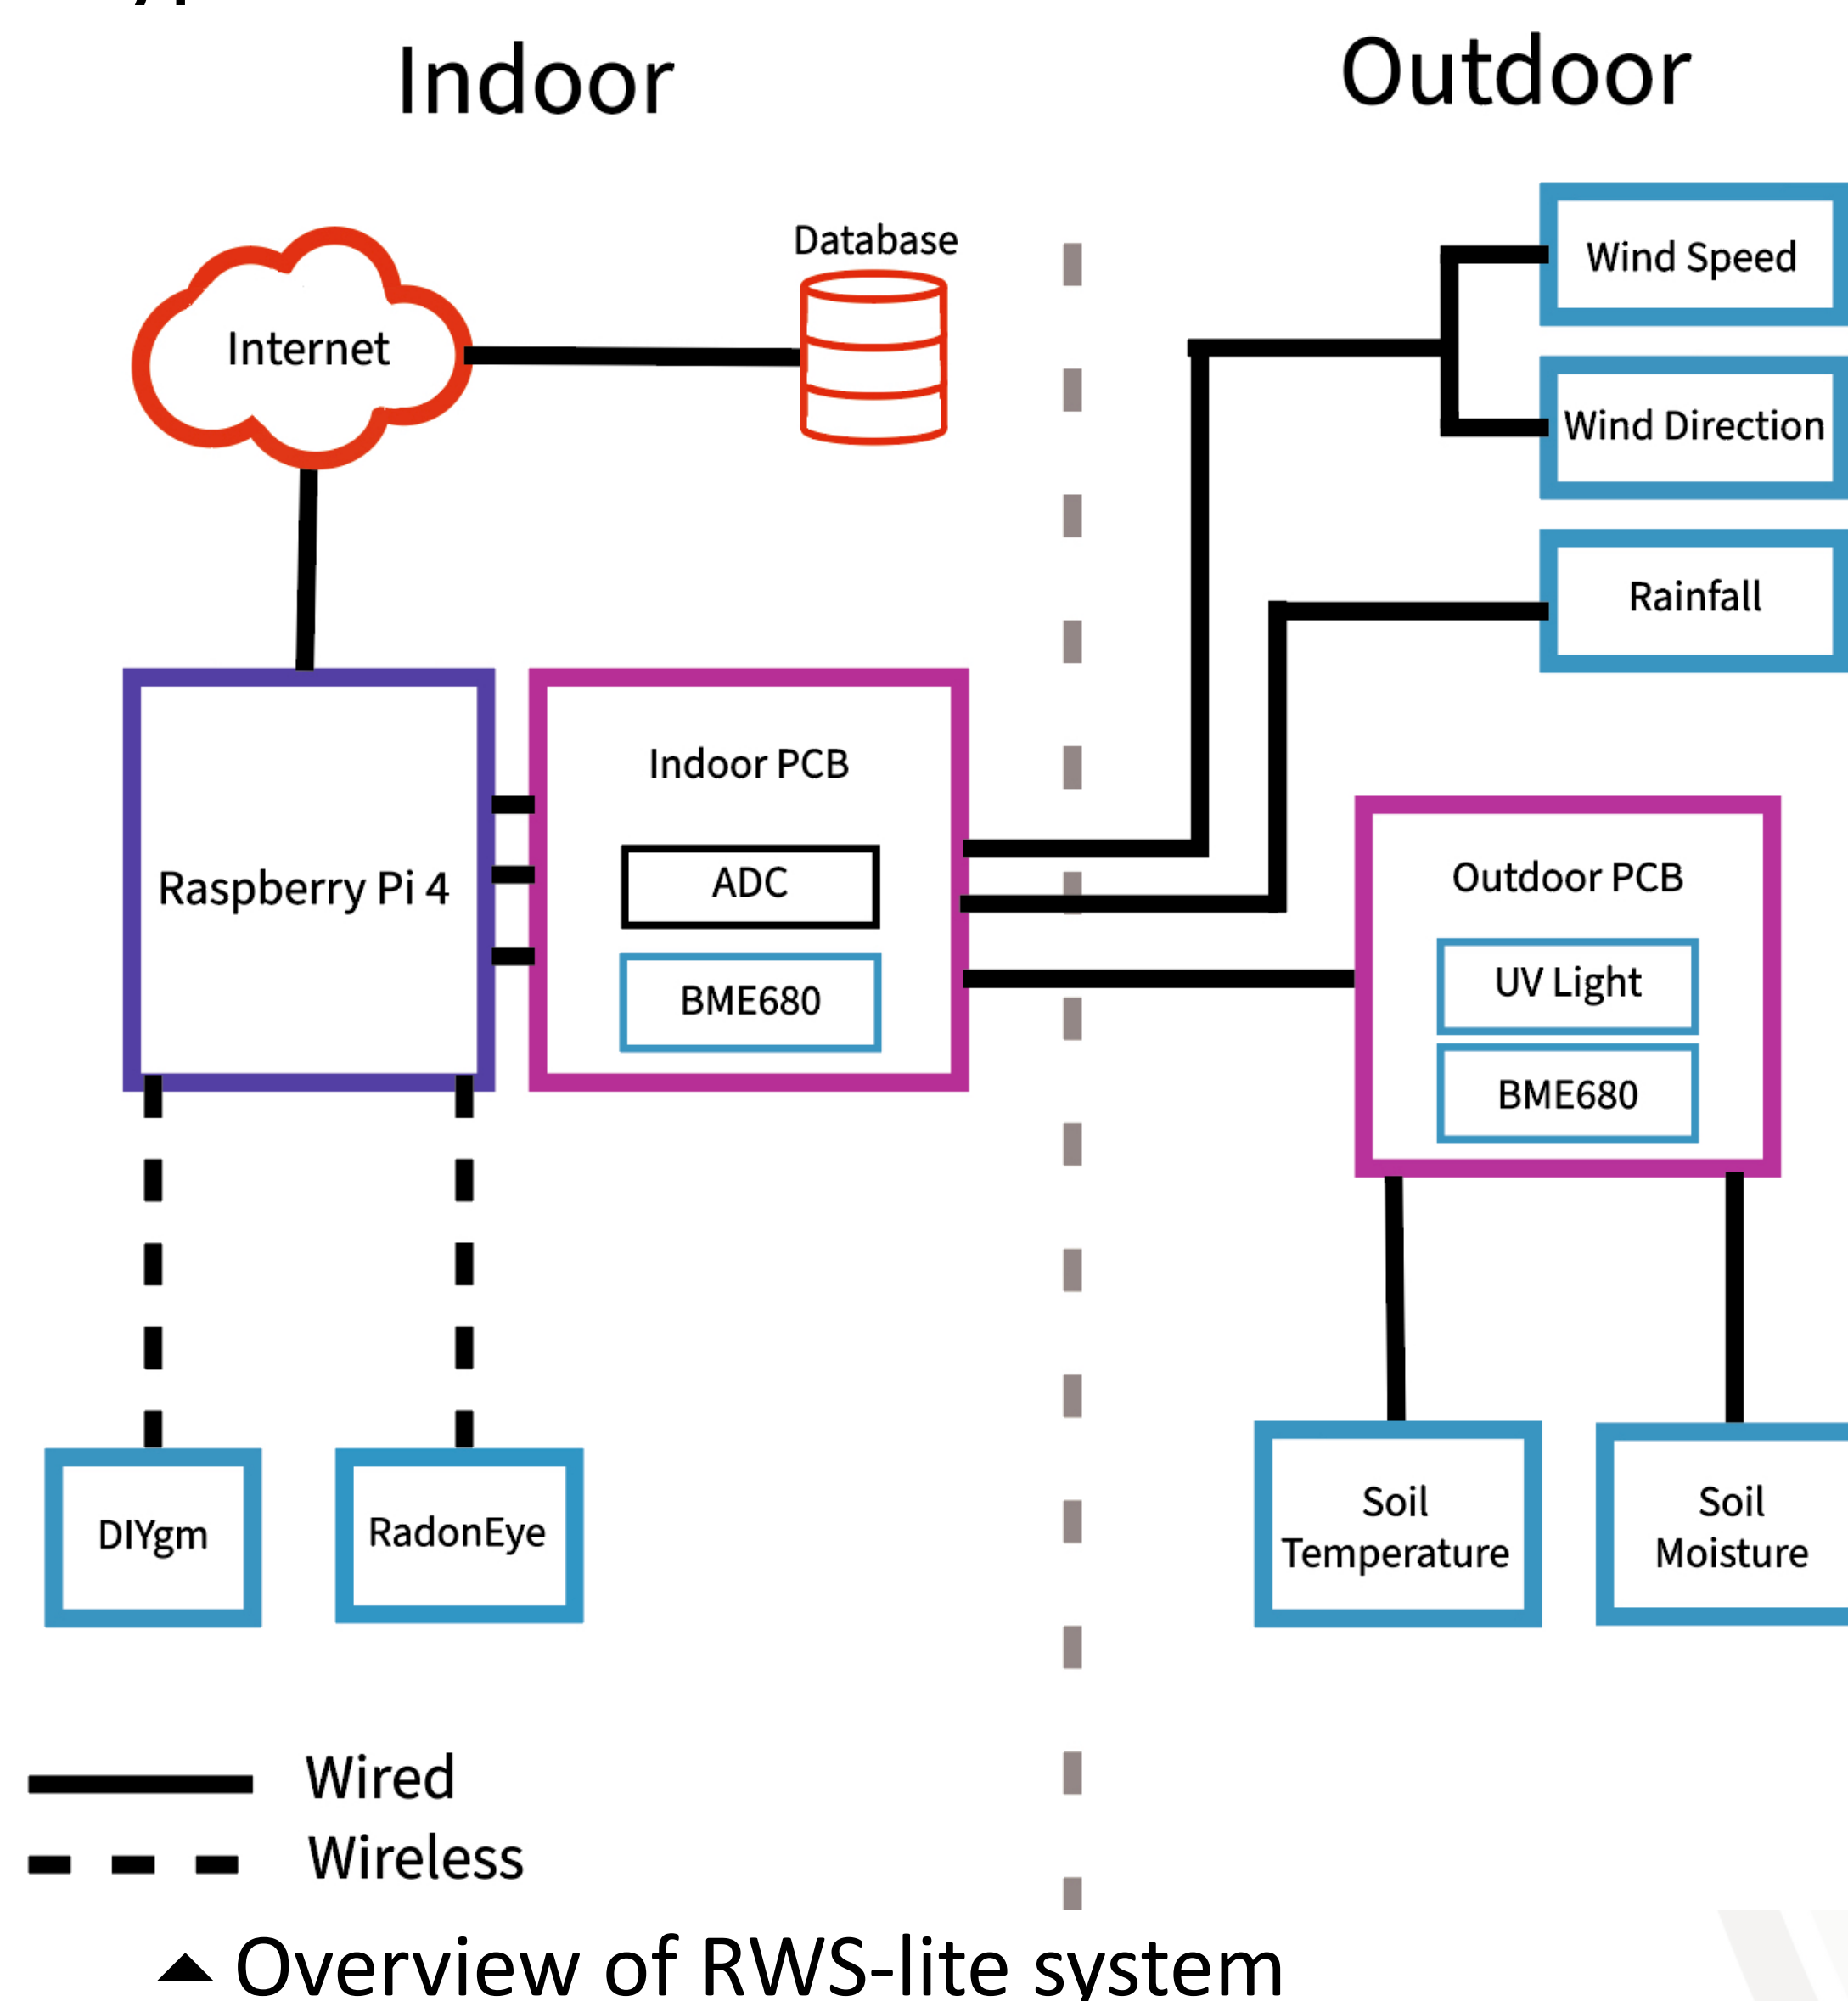 Indoor
Outdoor
Database
Internet
Wind Speed
Wind Direction
Rainfall
Indoor PCB
ADC
BME680
Raspberry Pi 4
Outdoor PCB
UV Light
BME680
DIYgm
RadonEye
Soil
Temperature
Soil
Moisture
Wired
Wireless
Overview of RWS-lite system